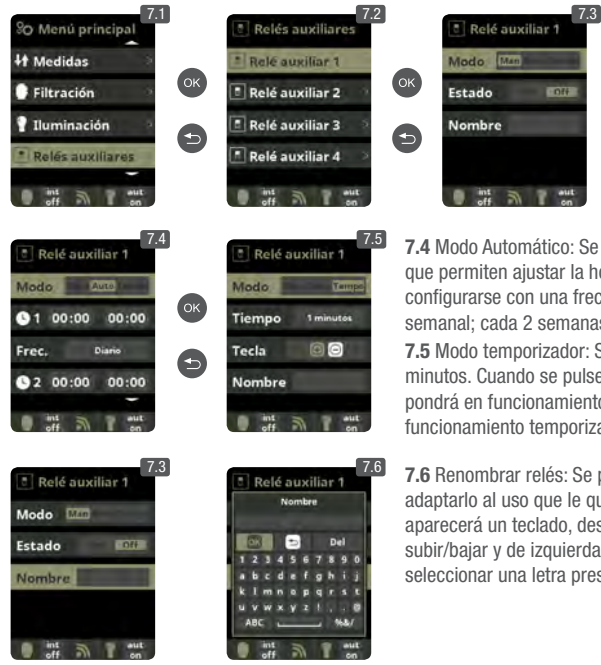 7.1
Menú principal
Medidas
Filtración
Iluminación
Relés auxiliares
int off
aut on
OK
7.2
Relés auxiliares
Relé auxiliar 1
Relé auxiliar 2
Relé auxiliar 3
Relé auxiliar 4
int off
aut on
OK
7.3
Relé auxiliar 1
Modo Man
Estado Off
Nombre
int off
aut on
7.4
Relé auxiliar 1
Modo Auto
1 00:00 00:00
Frec. Diario
2 00:00 00:00
int off
aut on
OK
7.5
Relé auxiliar 1
Modo Tempo
Tiempo 1 minutos
Tecla
Nombre
int off
aut on
7.4 Modo Automático: Se
que permiten ajustar la
configurarse con una
semanal; cada 2 semanas
7.5 Modo temporizador:
minutos. Cuando se pulse
pondrá en funcionamiento
funcionamiento
7.3
Relé auxiliar 1
Modo Man
Estado Off
Nombre
int off
aut on
7.6
Relé auxiliar 1
Nombre
OK Del
1 2 3 4 5 6 7 8 9 0
a b c d e f g h i j
k l m n o p q r s t
u v w x y z ! , . @
ABC %&/
int off
aut on
7.6 Renombrar relés: Se
adaptarlo al uso que le
aparecerá un teclado,
subir/bajar y de izquierda
seleccionar una letra